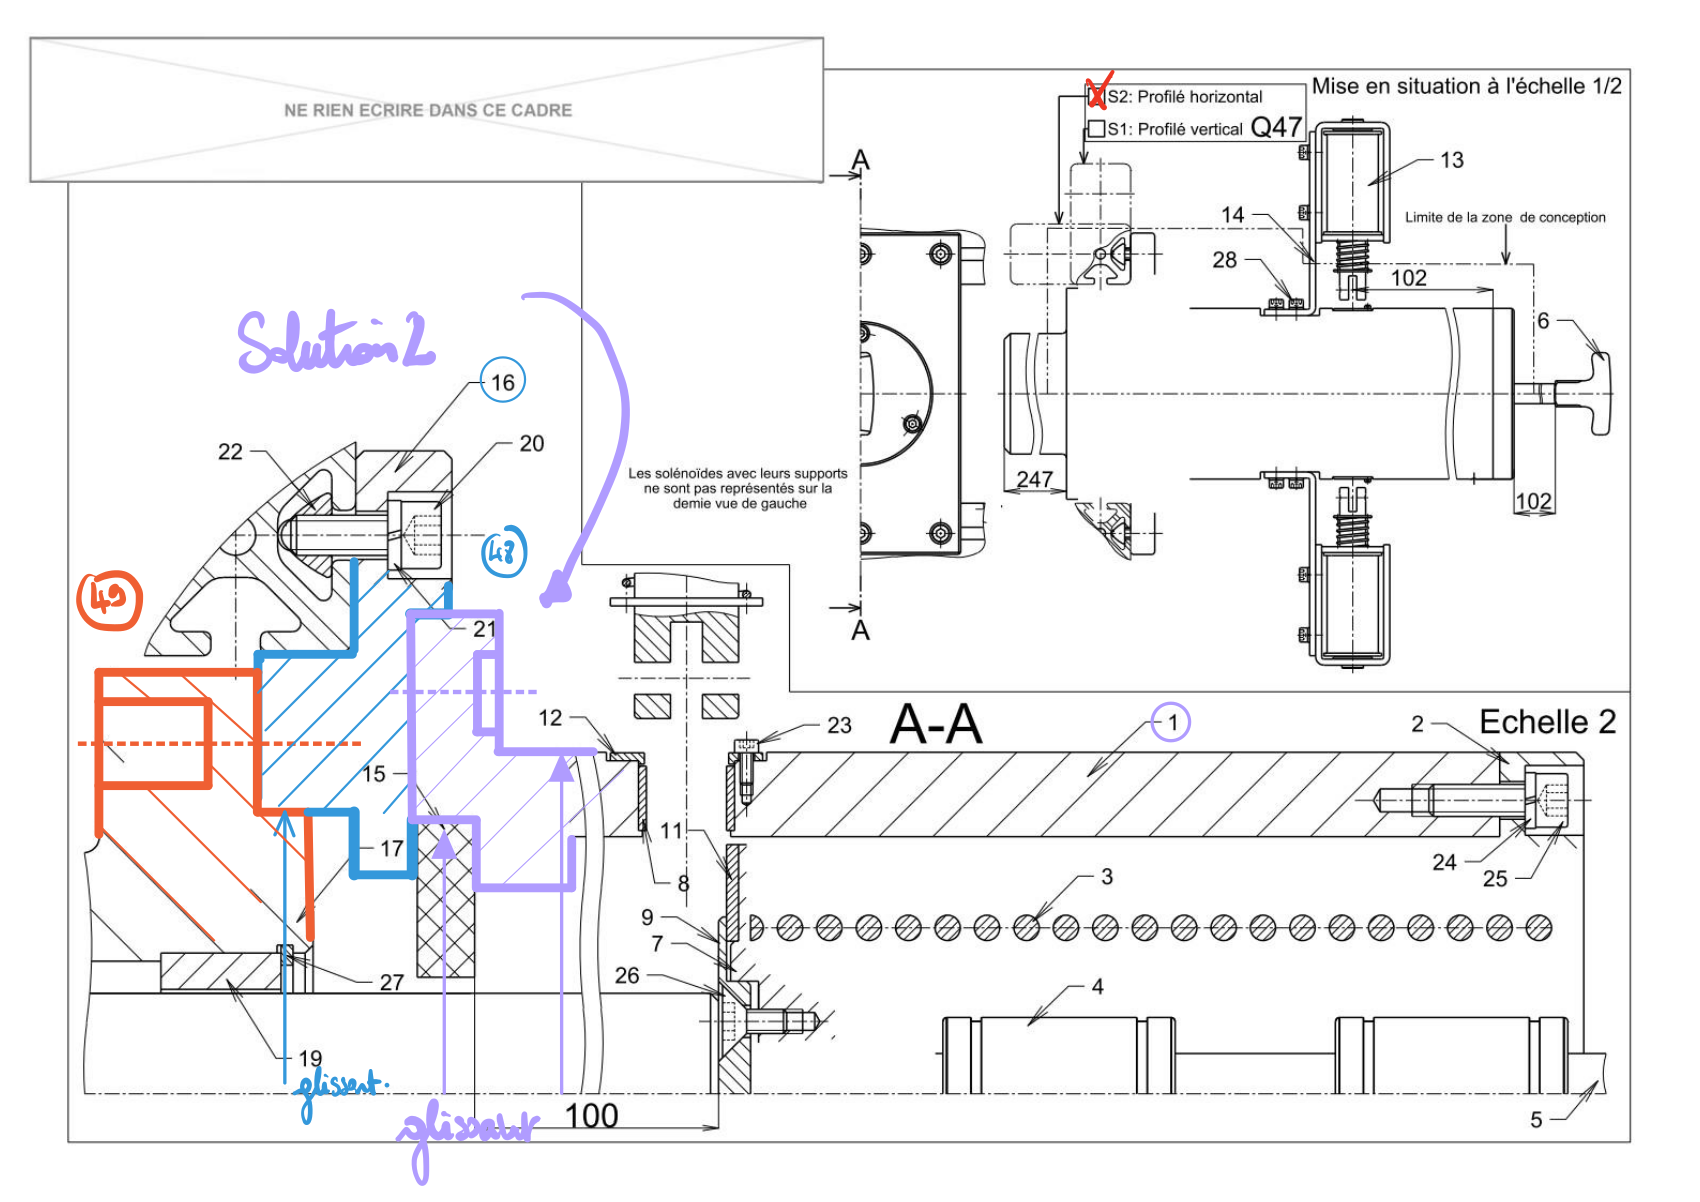 NE RIEN ECRIRE DANS CE CADRE
Mise en situation à l'échelle 1/2
S2: Profilé horizontal
S1: Profilé vertical Q47
A
13
14
Limite de la zone de conception
28
102
6
Solution 2
16
22
20
Les solénoïdes avec leurs supports
ne sont pas représentés sur la
demie vue de gauche
247
102
48
49
21
A
12
23
A-A
1
2
Echelle 2
15
11
17
8
3
24
25
9
7
26
27
4
19
glissant.
glissant
100
5